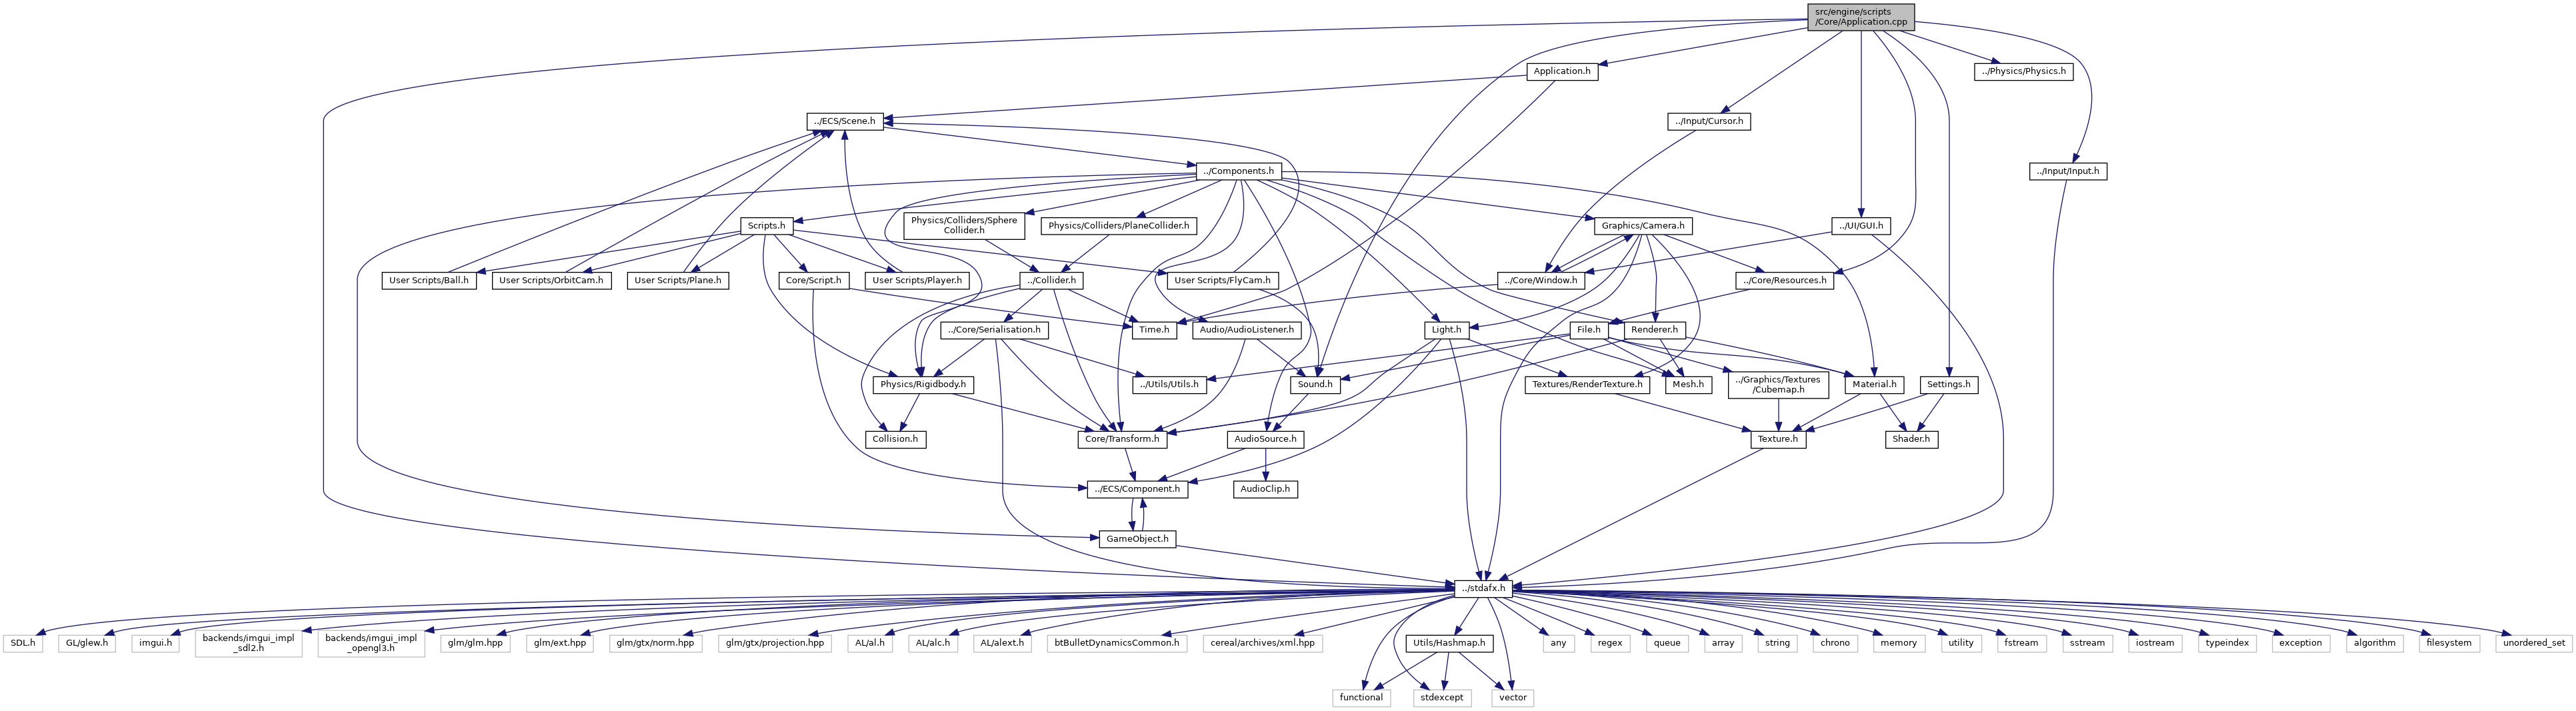 src/engine/scripts
/Core/Application.cpp
Application.h
../Physics/Physics.h
../ECS/Scene.h
../Input/Cursor.h
../Components.h
../Input/Input.h
Scripts.h
Physics/Colliders/Sphere
Collider.h
Physics/Colliders/PlaneCollider.h
Graphics/Camera.h
../UI/GUI.h
User Scripts/Ball.h
User Scripts/OrbitCam.h
User Scripts/Plane.h
Core/Script.h
User Scripts/Player.h
../Collider.h
User Scripts/FlyCam.h
../Core/Window.h
../Core/Resources.h
../Core/Serialisation.h
Time.h
Audio/AudioListener.h
Light.h
File.h
Renderer.h
Physics/Rigidbody.h
../Utils/Utils.h
Sound.h
Textures/RenderTexture.h
Mesh.h
../Graphics/Textures
/Cubemap.h
Material.h
Settings.h
Collision.h
Core/Transform.h
AudioSource.h
Texture.h
Shader.h
../ECS/Component.h
AudioClip.h
GameObject.h
../stdafx.h
SDL.h
GL/glew.h
imgui.h
backends/imgui_impl
_sdl2.h
backends/imgui_impl
_opengl3.h
glm/glm.hpp
glm/ext.hpp
glm/gtx/norm.hpp
glm/gtx/projection.hpp
AL/al.h
AL/alc.h
AL/alext.h
btBulletDynamicsCommon.h
cereal/archives/xml.hpp
Utils/Hashmap.h
any
regex
queue
array
string
chrono
memory
utility
fstream
sstream
iostream
typeindex
exception
algorithm
filesystem
unordered_set
functional
stdexcept
vector